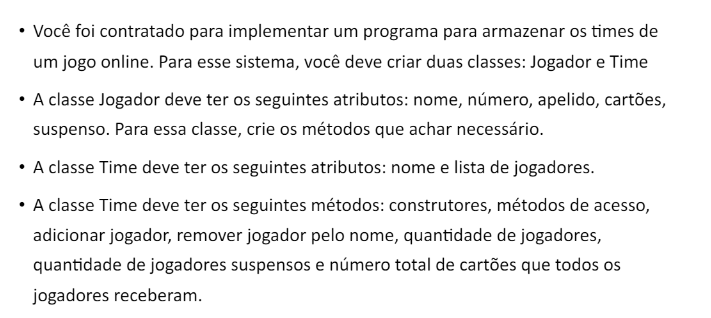 • Você foi contratado para implementar um programa para armazenar os times de
um jogo online. Para esse sistema, você deve criar duas classes: Jogador e Time
• A classe Jogador deve ter os seguintes atributos: nome, número, apelido, cartões,
suspenso. Para essa classe, crie os métodos que achar necessário.
• A classe Time deve ter os seguintes atributos: nome e lista de jogadores.
• A classe Time deve ter os seguintes métodos: construtores, métodos de acesso,
adicionar jogador, remover jogador pelo nome, quantidade de jogadores,
quantidade de jogadores suspensos e número total de cartões que todos os
jogadores receberam.